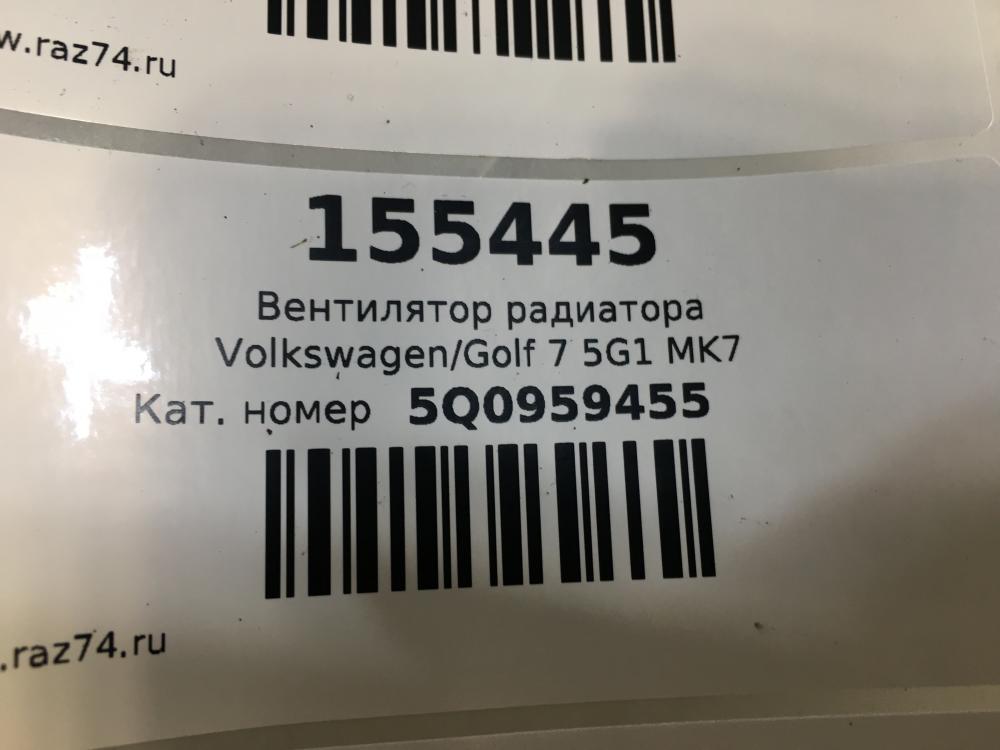 w.raz74.ru
155445
Вентилятор радиатора
Volkswagen/Golf 7 5G1 MK7
Кат. номер 5Q0959455
.raz74.ru